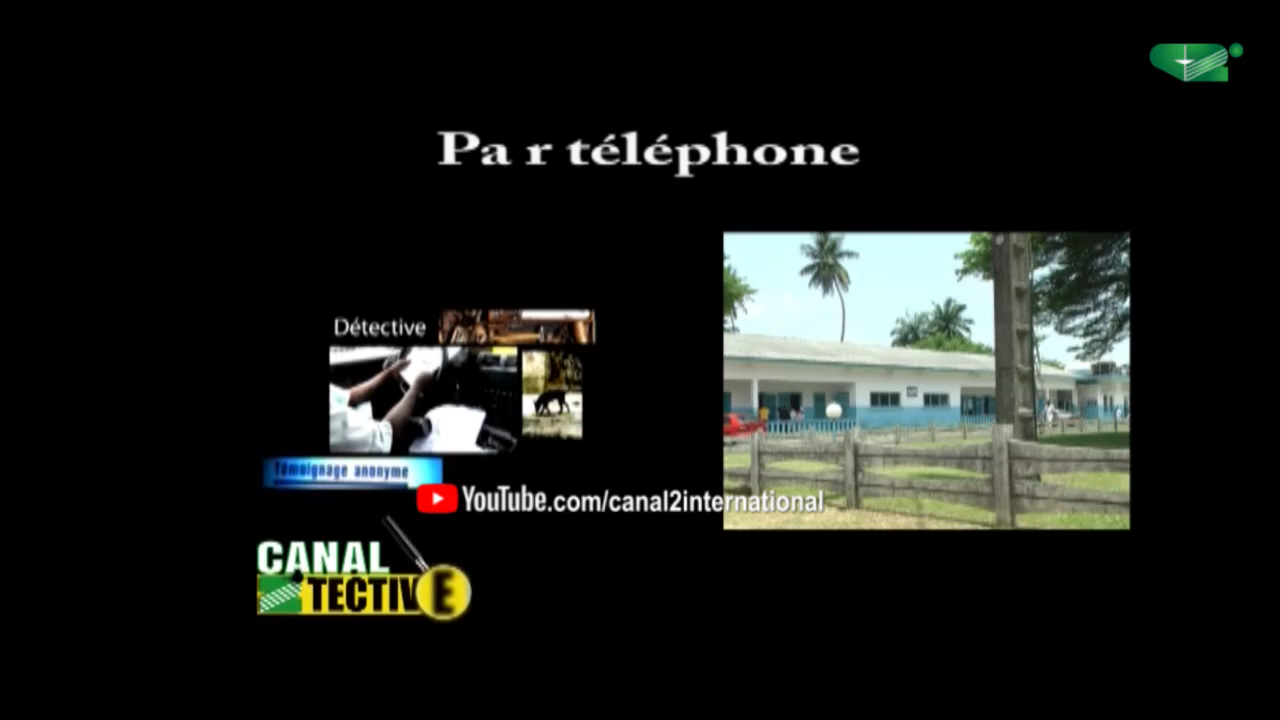 Pa r téléphone
Détective
Témoignage anonyme
YouTube.com/canal2international
CANAL
TECTIVE